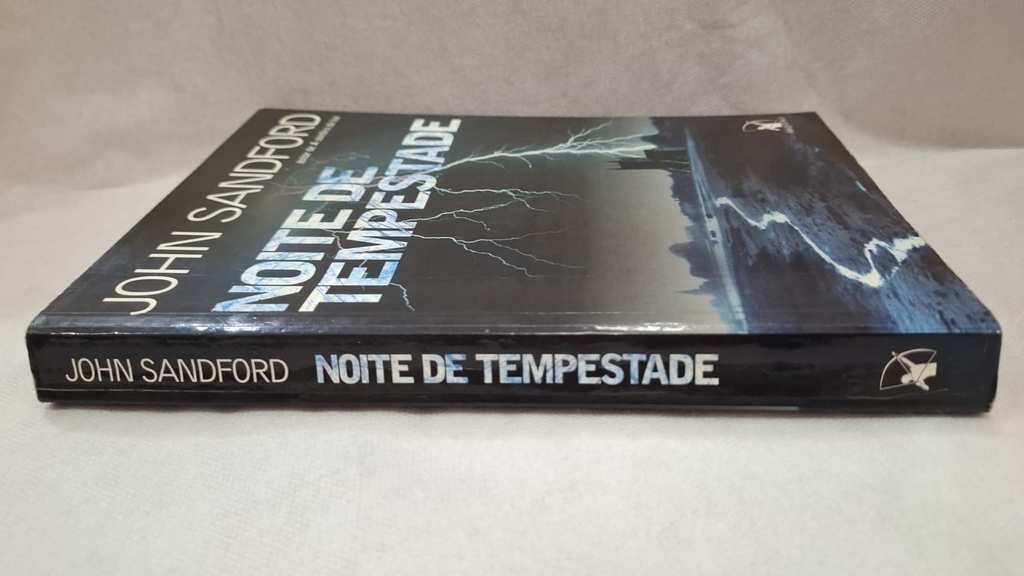 JOHN SANDFORD
NOITE DE
TEMPESTADE
JOHN SANDFORD NOITE DE TEMPESTADE